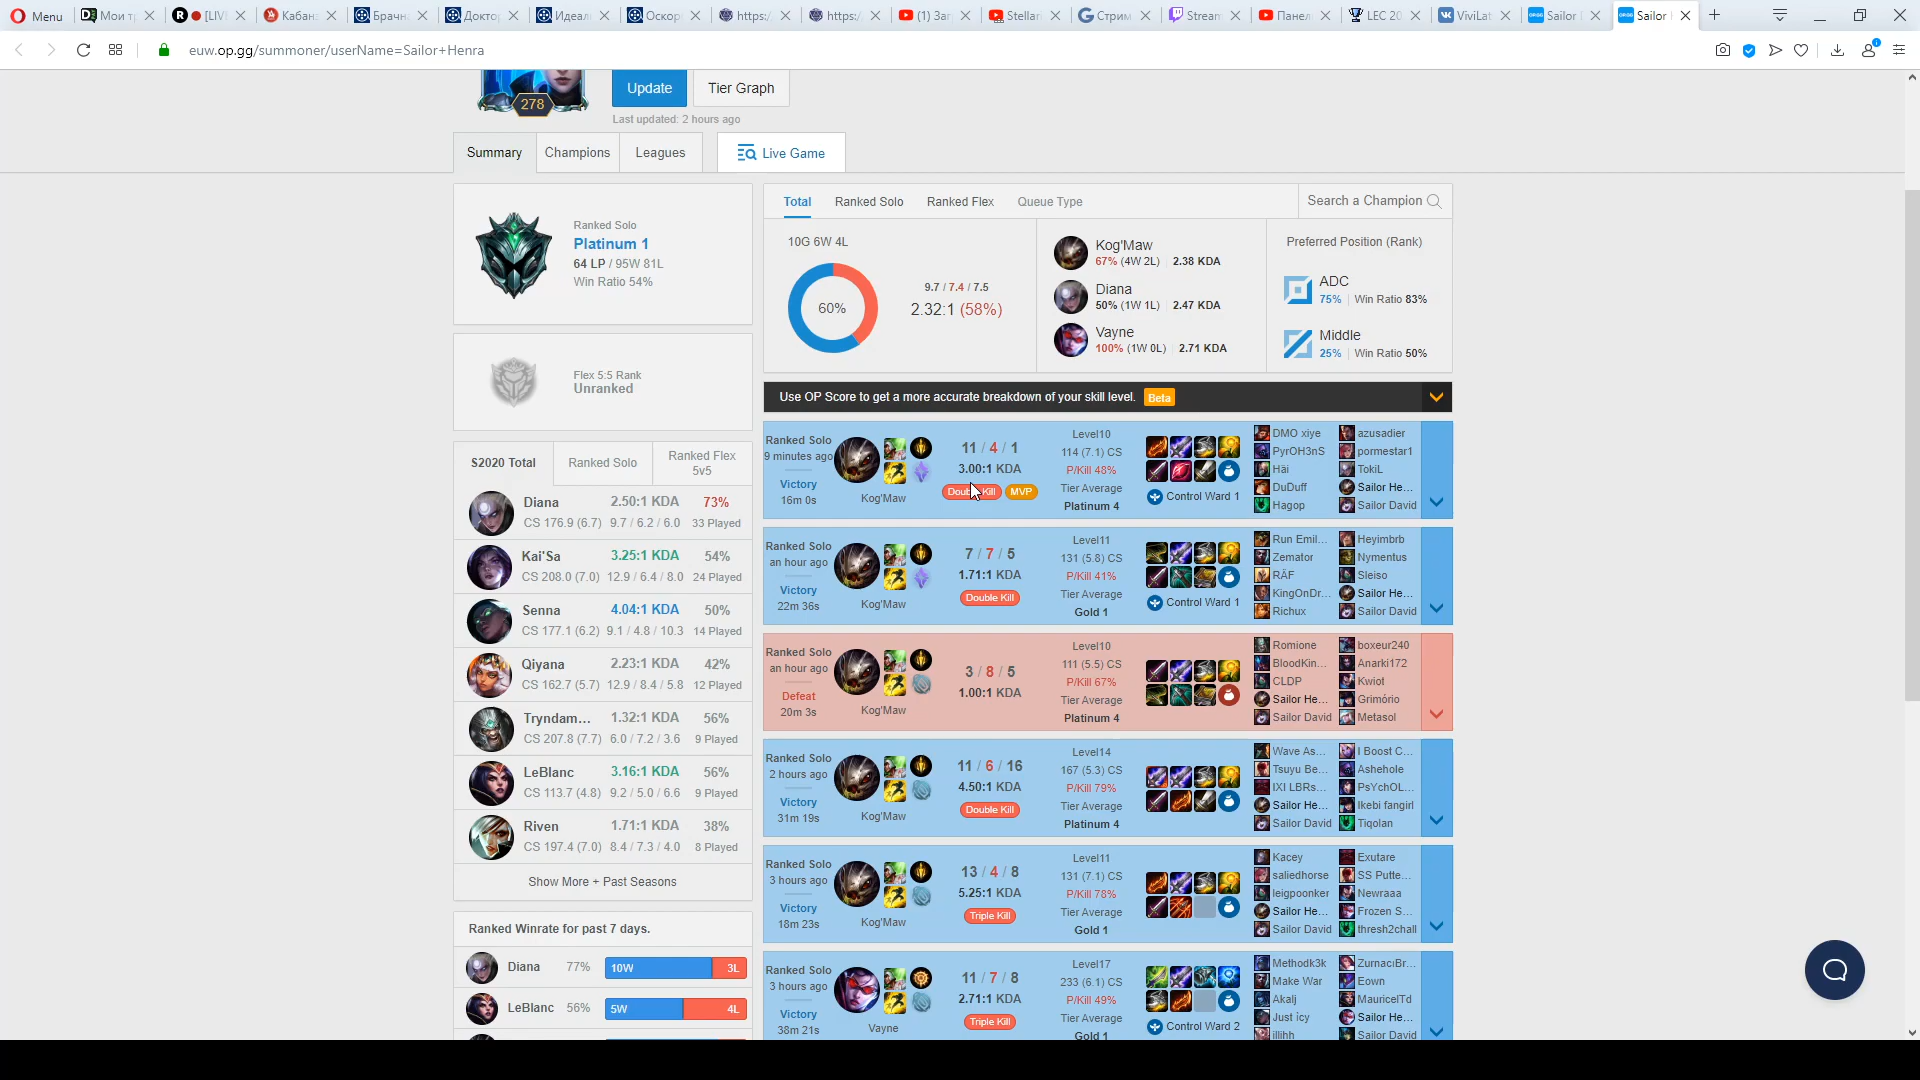 Menu
Мои т
[LIVE
Кабан
Брачн
Докто
Идеал
Оскор
https:/
https:/
(1) Заг
Stellar
Стрим
Stream
Панел
LEC 20
ViviLat
Sailor
Sailor
euw.op.gg/summoner/userName=Sailor+Henra
278
Update
Tier Graph
Last updated: 2 hours ago
Summary
Champions
Leagues
Live Game
Ranked Solo
Platinum 1
64 LP / 95W 81L
Win Ratio 54%
Flex 5:5 Rank
Unranked
S2020 Total
Ranked Solo
Ranked Flex
5v5
Diana 2.50:1 KDA 73%
CS 176.9 (6.7) 9.7 / 6.2 / 6.0 33 Played
Kai'Sa 3.25:1 KDA 54%
CS 208.0 (7.0) 12.9 / 6.4 / 8.0 24 Played
Senna 4.04:1 KDA 50%
CS 177.1 (6.2) 9.1 / 4.8 / 10.3 14 Played
Qiyana 2.23:1 KDA 42%
CS 162.7 (5.7) 12.9 / 8.4 / 5.8 12 Played
Tryndam... 1.32:1 KDA 56%
CS 207.8 (7.7) 6.0 / 7.2 / 3.6 9 Played
LeBlanc 3.16:1 KDA 56%
CS 113.7 (4.8) 9.2 / 5.0 / 6.6 9 Played
Riven 1.71:1 KDA 38%
CS 197.4 (7.0) 8.4 / 7.3 / 4.0 8 Played
Show More + Past Seasons
Ranked Winrate for past 7 days.
Diana 77% 10W 3L
LeBlanc 56% 5W 4L
Total
Ranked Solo
Ranked Flex
Queue Type
Search a Champion
10G 6W 4L
60%
9.7 / 7.4 / 7.5
2.32:1 (58%)
Kog'Maw
67% (4W 2L) 2.38 KDA
Diana
50% (1W 1L) 2.47 KDA
Vayne
100% (1W 0L) 2.71 KDA
Preferred Position (Rank)
ADC
75% Win Ratio 83%
Middle
25% Win Ratio 50%
Use OP Score to get a more accurate breakdown of your skill level. Beta
Ranked Solo
9 minutes ago
Victory
16m 0s
Kog'Maw
11 / 4 / 1
3.00:1 KDA
Double Kill MVP
Level10
114 (7.1) CS
P/Kill 48%
Tier Average
Platinum 4
Control Ward 1
DMO xiye azusadier
PyrOH3nS pormestar1
Häi TokiL
DuDuff Sailor He...
Hagop Sailor David
Ranked Solo
an hour ago
Victory
22m 36s
Kog'Maw
7 / 7 / 5
1.71:1 KDA
Double Kill
Level11
131 (5.8) CS
P/Kill 41%
Tier Average
Gold 1
Control Ward 1
Run Emil... Heyimbrb
Zemator Nymentus
RÄF Sleiso
KingOnDr... Sailor He...
Richux Sailor David
Ranked Solo
an hour ago
Defeat
20m 3s
Kog'Maw
3 / 8 / 5
1.00:1 KDA
Level10
111 (5.5) CS
P/Kill 67%
Tier Average
Platinum 4
Romione boxeur240
BloodKin... Anarki172
CLDP Kwiot
Sailor He... Grimório
Sailor David Metasol
Ranked Solo
2 hours ago
Victory
31m 19s
Kog'Maw
11 / 6 / 16
4.50:1 KDA
Double Kill
Level14
167 (5.3) CS
P/Kill 79%
Tier Average
Platinum 4
Wave As... I Boost C...
Tsuyu Be... Ashehole
IXI LBRs... PsYchOL...
Sailor He... Ikebi fangirl
Sailor David Tiqolan
Ranked Solo
3 hours ago
Victory
18m 23s
Kog'Maw
13 / 4 / 8
5.25:1 KDA
Triple Kill
Level11
131 (7.1) CS
P/Kill 78%
Tier Average
Gold 1
Kacey Exutare
saliedhorse SS Putte...
leigpoonker Newraaa
Sailor He... Frozen S...
Sailor David thresh2chall
Ranked Solo
3 hours ago
Victory
38m 21s
Vayne
11 / 7 / 8
2.71:1 KDA
Triple Kill
Level17
233 (6.1) CS
P/Kill 49%
Tier Average
Gold 1
Control Ward 2
Methodk3k ZurnacıBr...
Make War Eown
Akalj MauricelTd
Just icy Sailor He...
illihh Sailor David